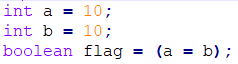 int a = 10;
int b = 10;
boolean flag = (a = b);